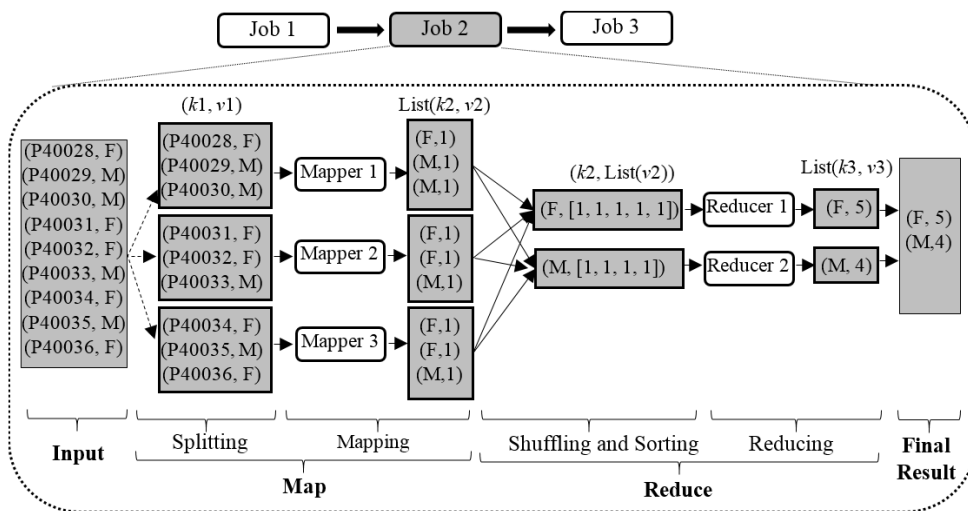 Job 1
Job 2
Job 3
(k1, v1)
List(k2, v2)
(k2, List(v2))
List(k3, v3)
(P40028, F)
(P40029, M)
(P40030, M)
(P40031, F)
(P40032, F)
(P40033, M)
(P40034, F)
(P40035, M)
(P40036, F)
(P40028, F)
(P40029, M)
(P40030, M)
(P40031, F)
(P40032, F)
(P40033, M)
(P40034, F)
(P40035, M)
(P40036, F)
Mapper 1
Mapper 2
Mapper 3
(F,1)
(M,1)
(M,1)
(F,1)
(F,1)
(M,1)
(F,1)
(F,1)
(M,1)
(F, [1, 1, 1, 1, 1])
(M, [1, 1, 1, 1])
Reducer 1
Reducer 2
(F, 5)
(M, 4)
(F, 5)
(M,4)
Input
Splitting
Mapping
Shuffling and Sorting
Reducing
Final
Result
Map
Reduce